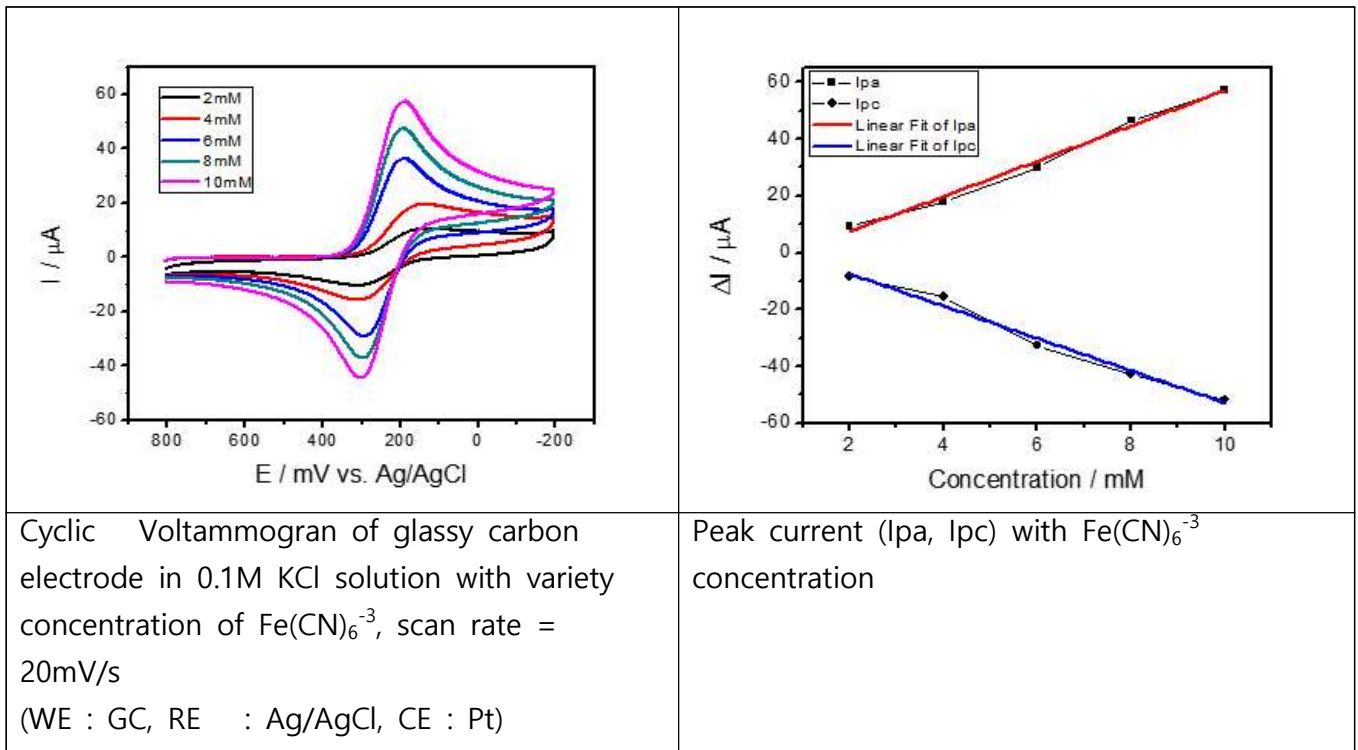 I / μA
60
40
20
0
-20
-40
-60
2mM
4mM
6mM
8mM
10mM
800 600 400 200 0 -200
E / mV vs. Ag/AgCl
ΔI / μA
60
40
20
0
-20
-40
-60
Ipa
Ipc
Linear Fit of Ipa
Linear Fit of Ipc
2 4 6 8 10
Concentration / mM
Cyclic Voltammogran of glassy carbon
electrode in 0.1M KCl solution with variety
concentration of Fe(CN)₆⁻³, scan rate =
20mV/s
(WE : GC, RE : Ag/AgCl, CE : Pt)
Peak current (Ipa, Ipc) with Fe(CN)₆⁻³
concentration